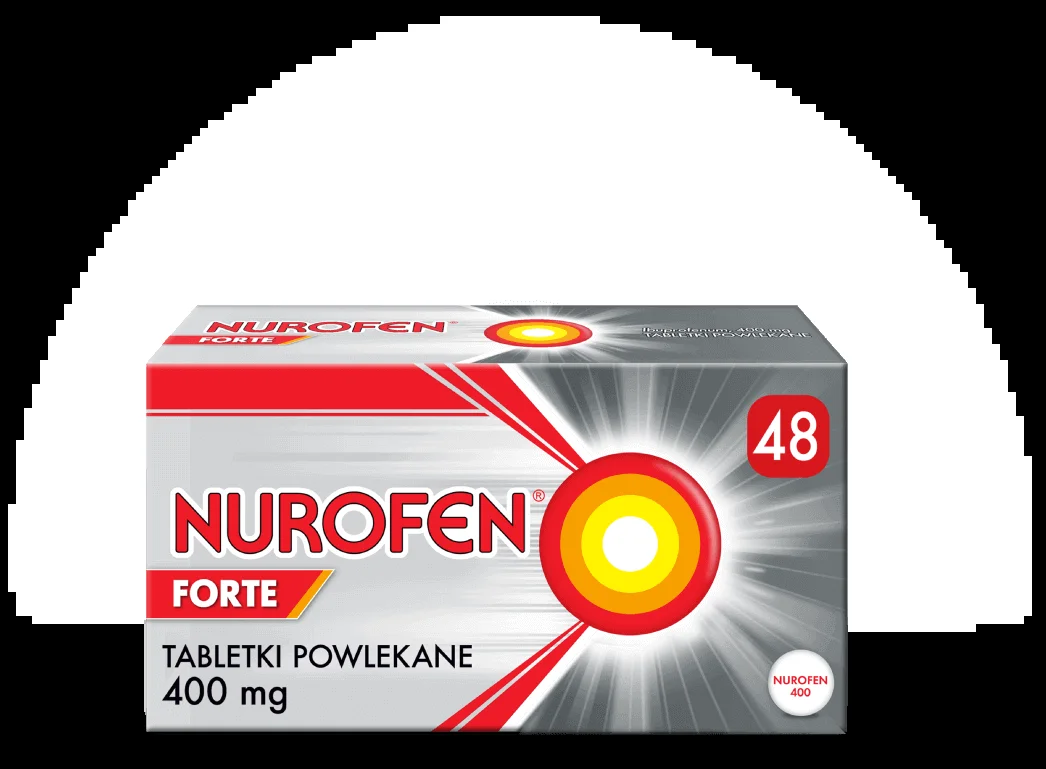 NUROFEN®
FORTE
Ibuprofenum, 400 mg
TABLETKI POWLEKANE
48
NUROFEN®
FORTE
TABLETKI POWLEKANE
400 mg
NUROFEN
400